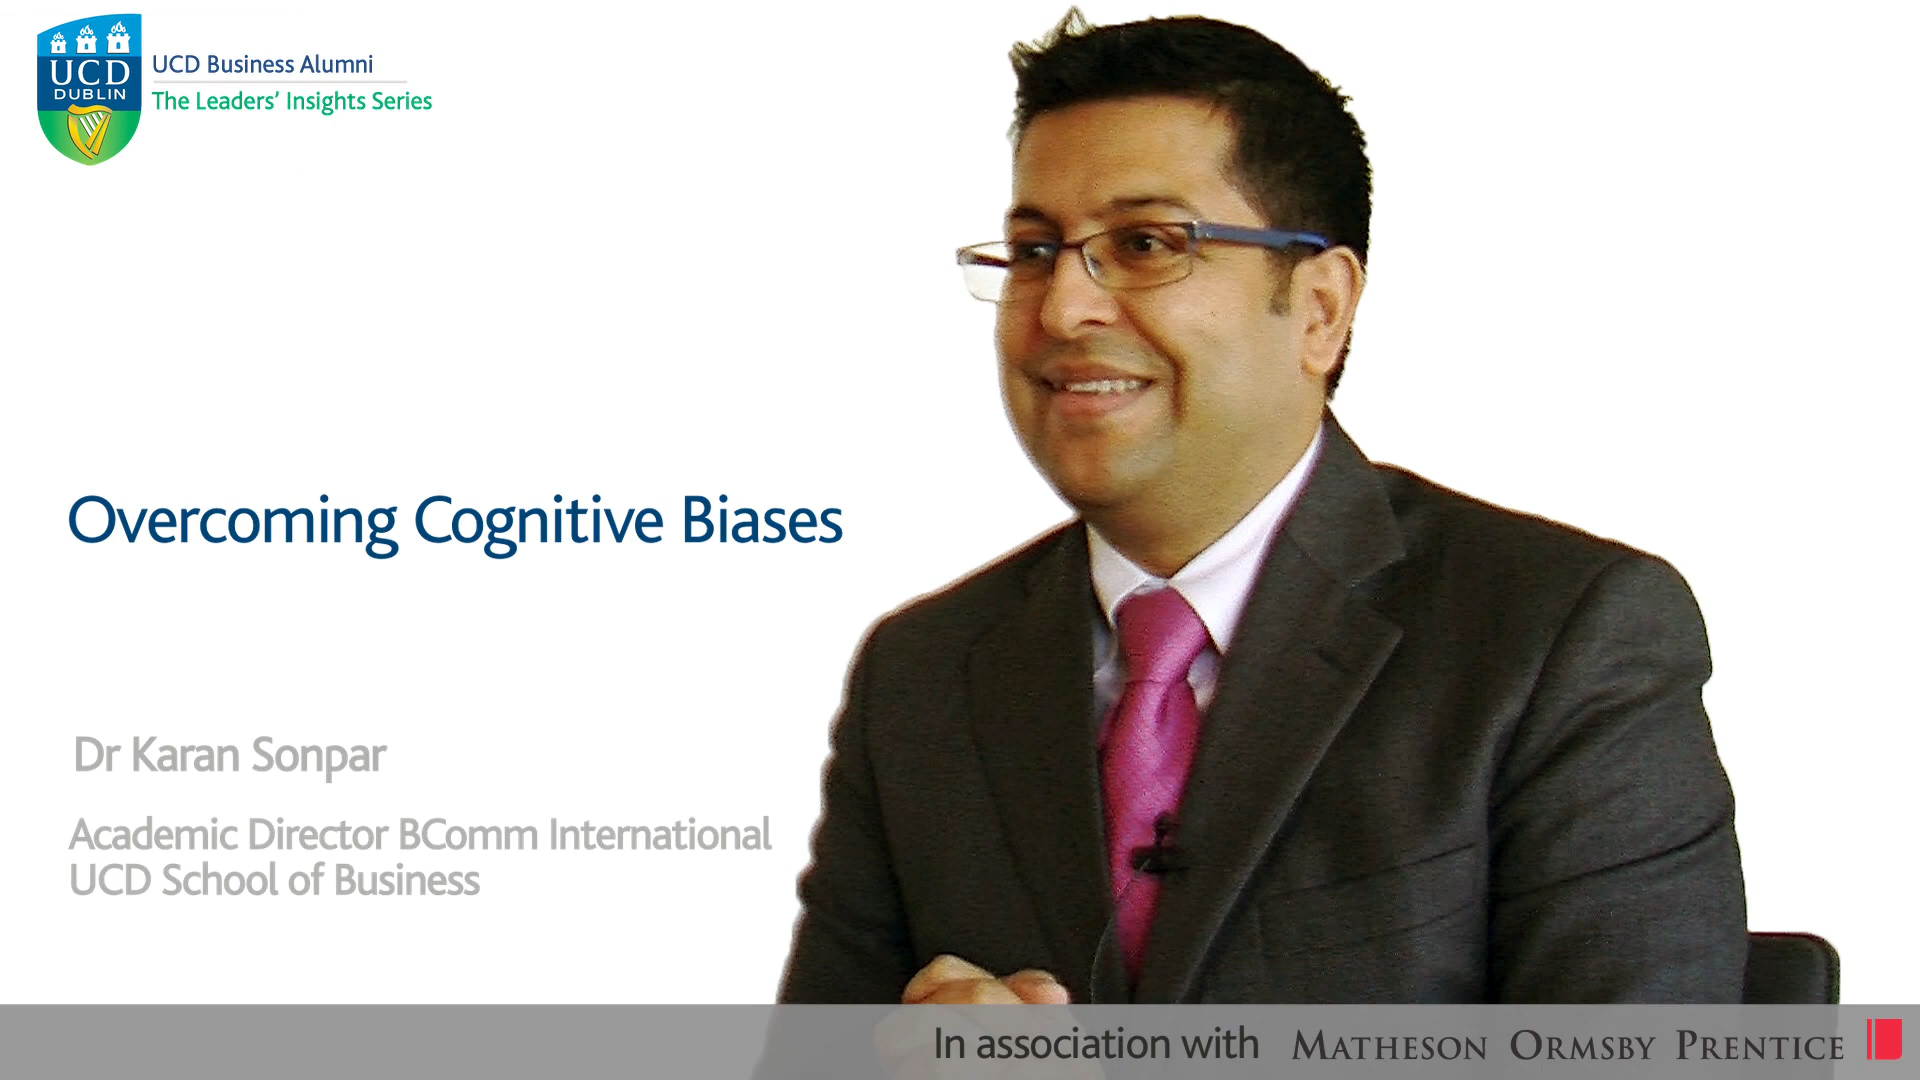 UCD
DUBLIN
UCD Business Alumni
The Leaders’ Insights Series
Overcoming Cognitive Biases
Dr Karan Sonpar
Academic Director BComm International
UCD School of Business
In association with MATHESON ORMSBY PRENTICE